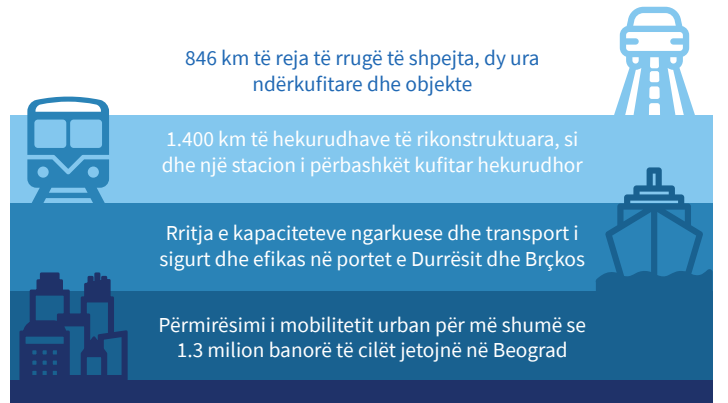 846 km të reja të rrugë të shpejta, dy ura
ndërkufitare dhe objekte
1.400 km të hekurudhave të rikonstruktuara, si
dhe një stacion i përbashkët kufitar hekurudhor
Rritja e kapaciteteve ngarkuese dhe transport i
sigurt dhe efikas në portet e Durrësit dhe Brçkos
Përmirësimi i mobilitetit urban për më shumë se
1.3 milion banorë të cilët jetojnë në Beograd